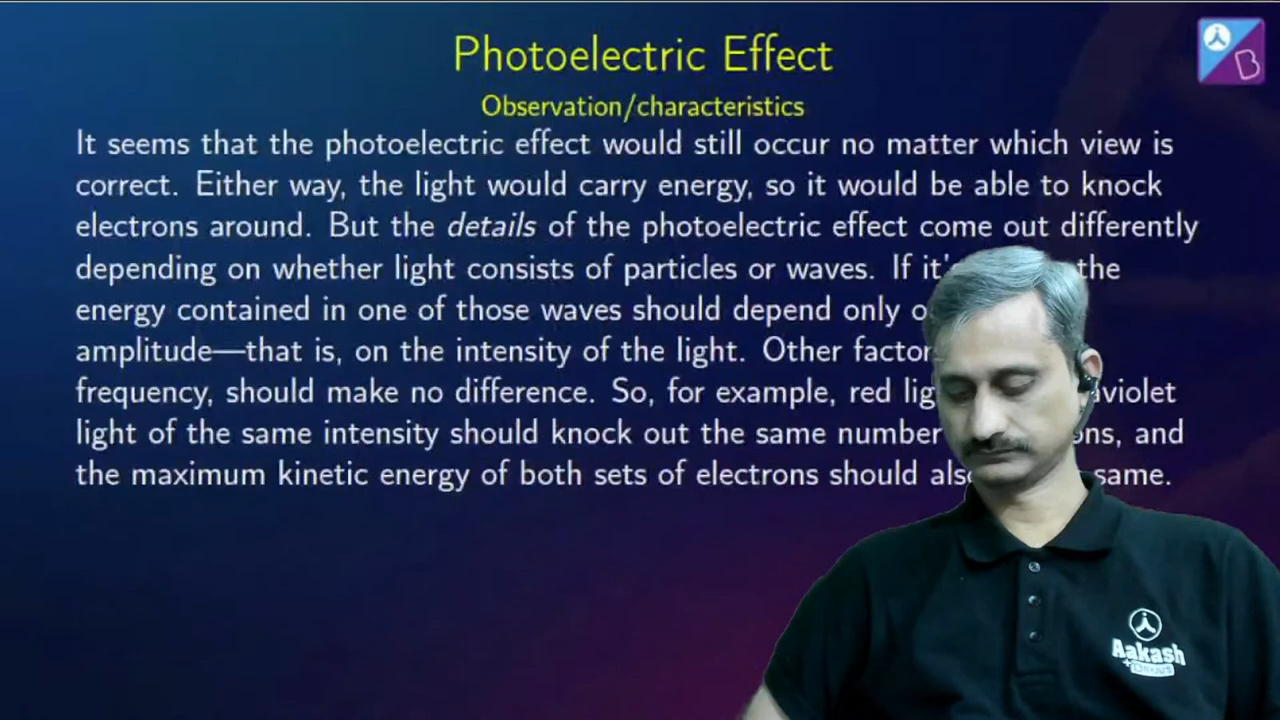 Photoelectric Effect
Observation/characteristics
It seems that the photoelectric effect would still occur no matter which view is
correct. Either way, the light would carry energy, so it would be able to knock
electrons around. But the details of the photoelectric effect come out differently
depending on whether light consists of particles or waves. If it' the
energy contained in one of those waves should depend only
amplitude—that is, on the intensity of the light. Other
frequency, should make no difference. So, for example, red
light of the same intensity should knock out the same number and
the maximum kinetic energy of both sets of electrons should same.
B
Aakash